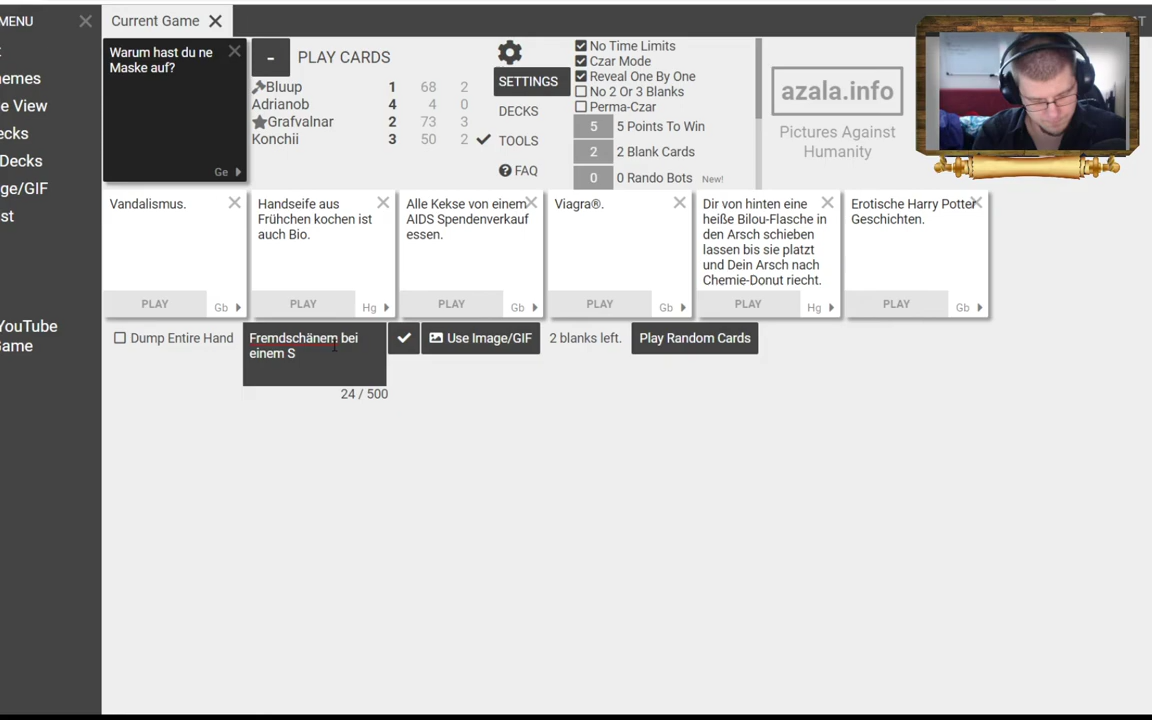 MENU
Current Game
emes
e View
ecks
Decks
ge/GIF
st
YouTube
Game
Warum hast du ne
Maske auf?
Ge
-
PLAY CARDS
Bluup 1 68 2
Adrianob 4 4 0
Grafvalnar 2 73 3
Konchii 3 50 2
SETTINGS
DECKS
TOOLS
FAQ
No Time Limits
Czar Mode
Reveal One By One
No 2 Or 3 Blanks
Perma-Czar
5 5 Points To Win
2 2 Blank Cards
0 0 Rando Bots New!
azala.info
Pictures Against
Humanity
Vandalismus.
PLAY Gb
Handseife aus
Frühchen kochen ist
auch Bio.
PLAY Hg
Alle Kekse von einem
AIDS Spendenverkauf
essen.
PLAY Gb
Viagra®.
PLAY Gb
Dir von hinten eine
heiße Bilou-Flasche in
den Arsch schieben
lassen bis sie platzt
und Dein Arsch nach
Chemie-Donut riecht.
PLAY Hg
Erotische Harry Potter
Geschichten.
PLAY Gb
Dump Entire Hand
Fremdschänem bei
einem S
24 / 500
Use Image/GIF
2 blanks left.
Play Random Cards